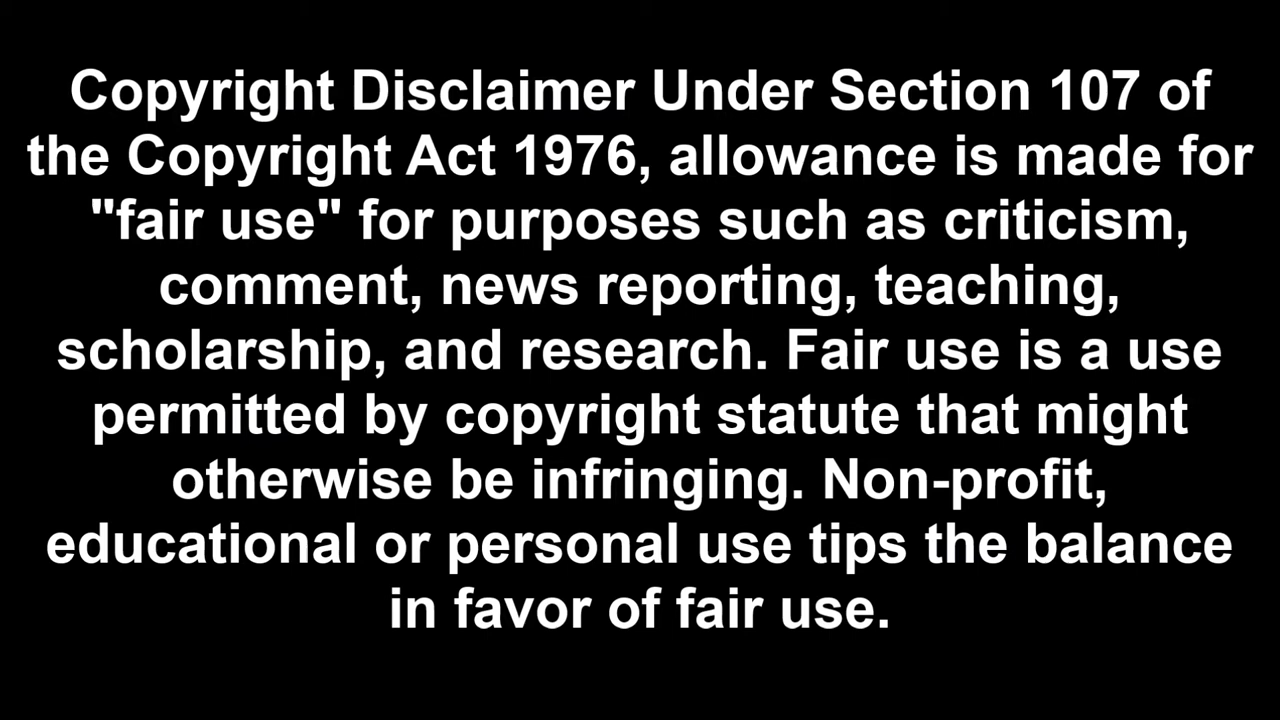 Copyright Disclaimer Under Section 107 of
the Copyright Act 1976, allowance is made for
"fair use" for purposes such as criticism,
comment, news reporting, teaching,
scholarship, and research. Fair use is a use
permitted by copyright statute that might
otherwise be infringing. Non-profit,
educational or personal use tips the balance
in favor of fair use.